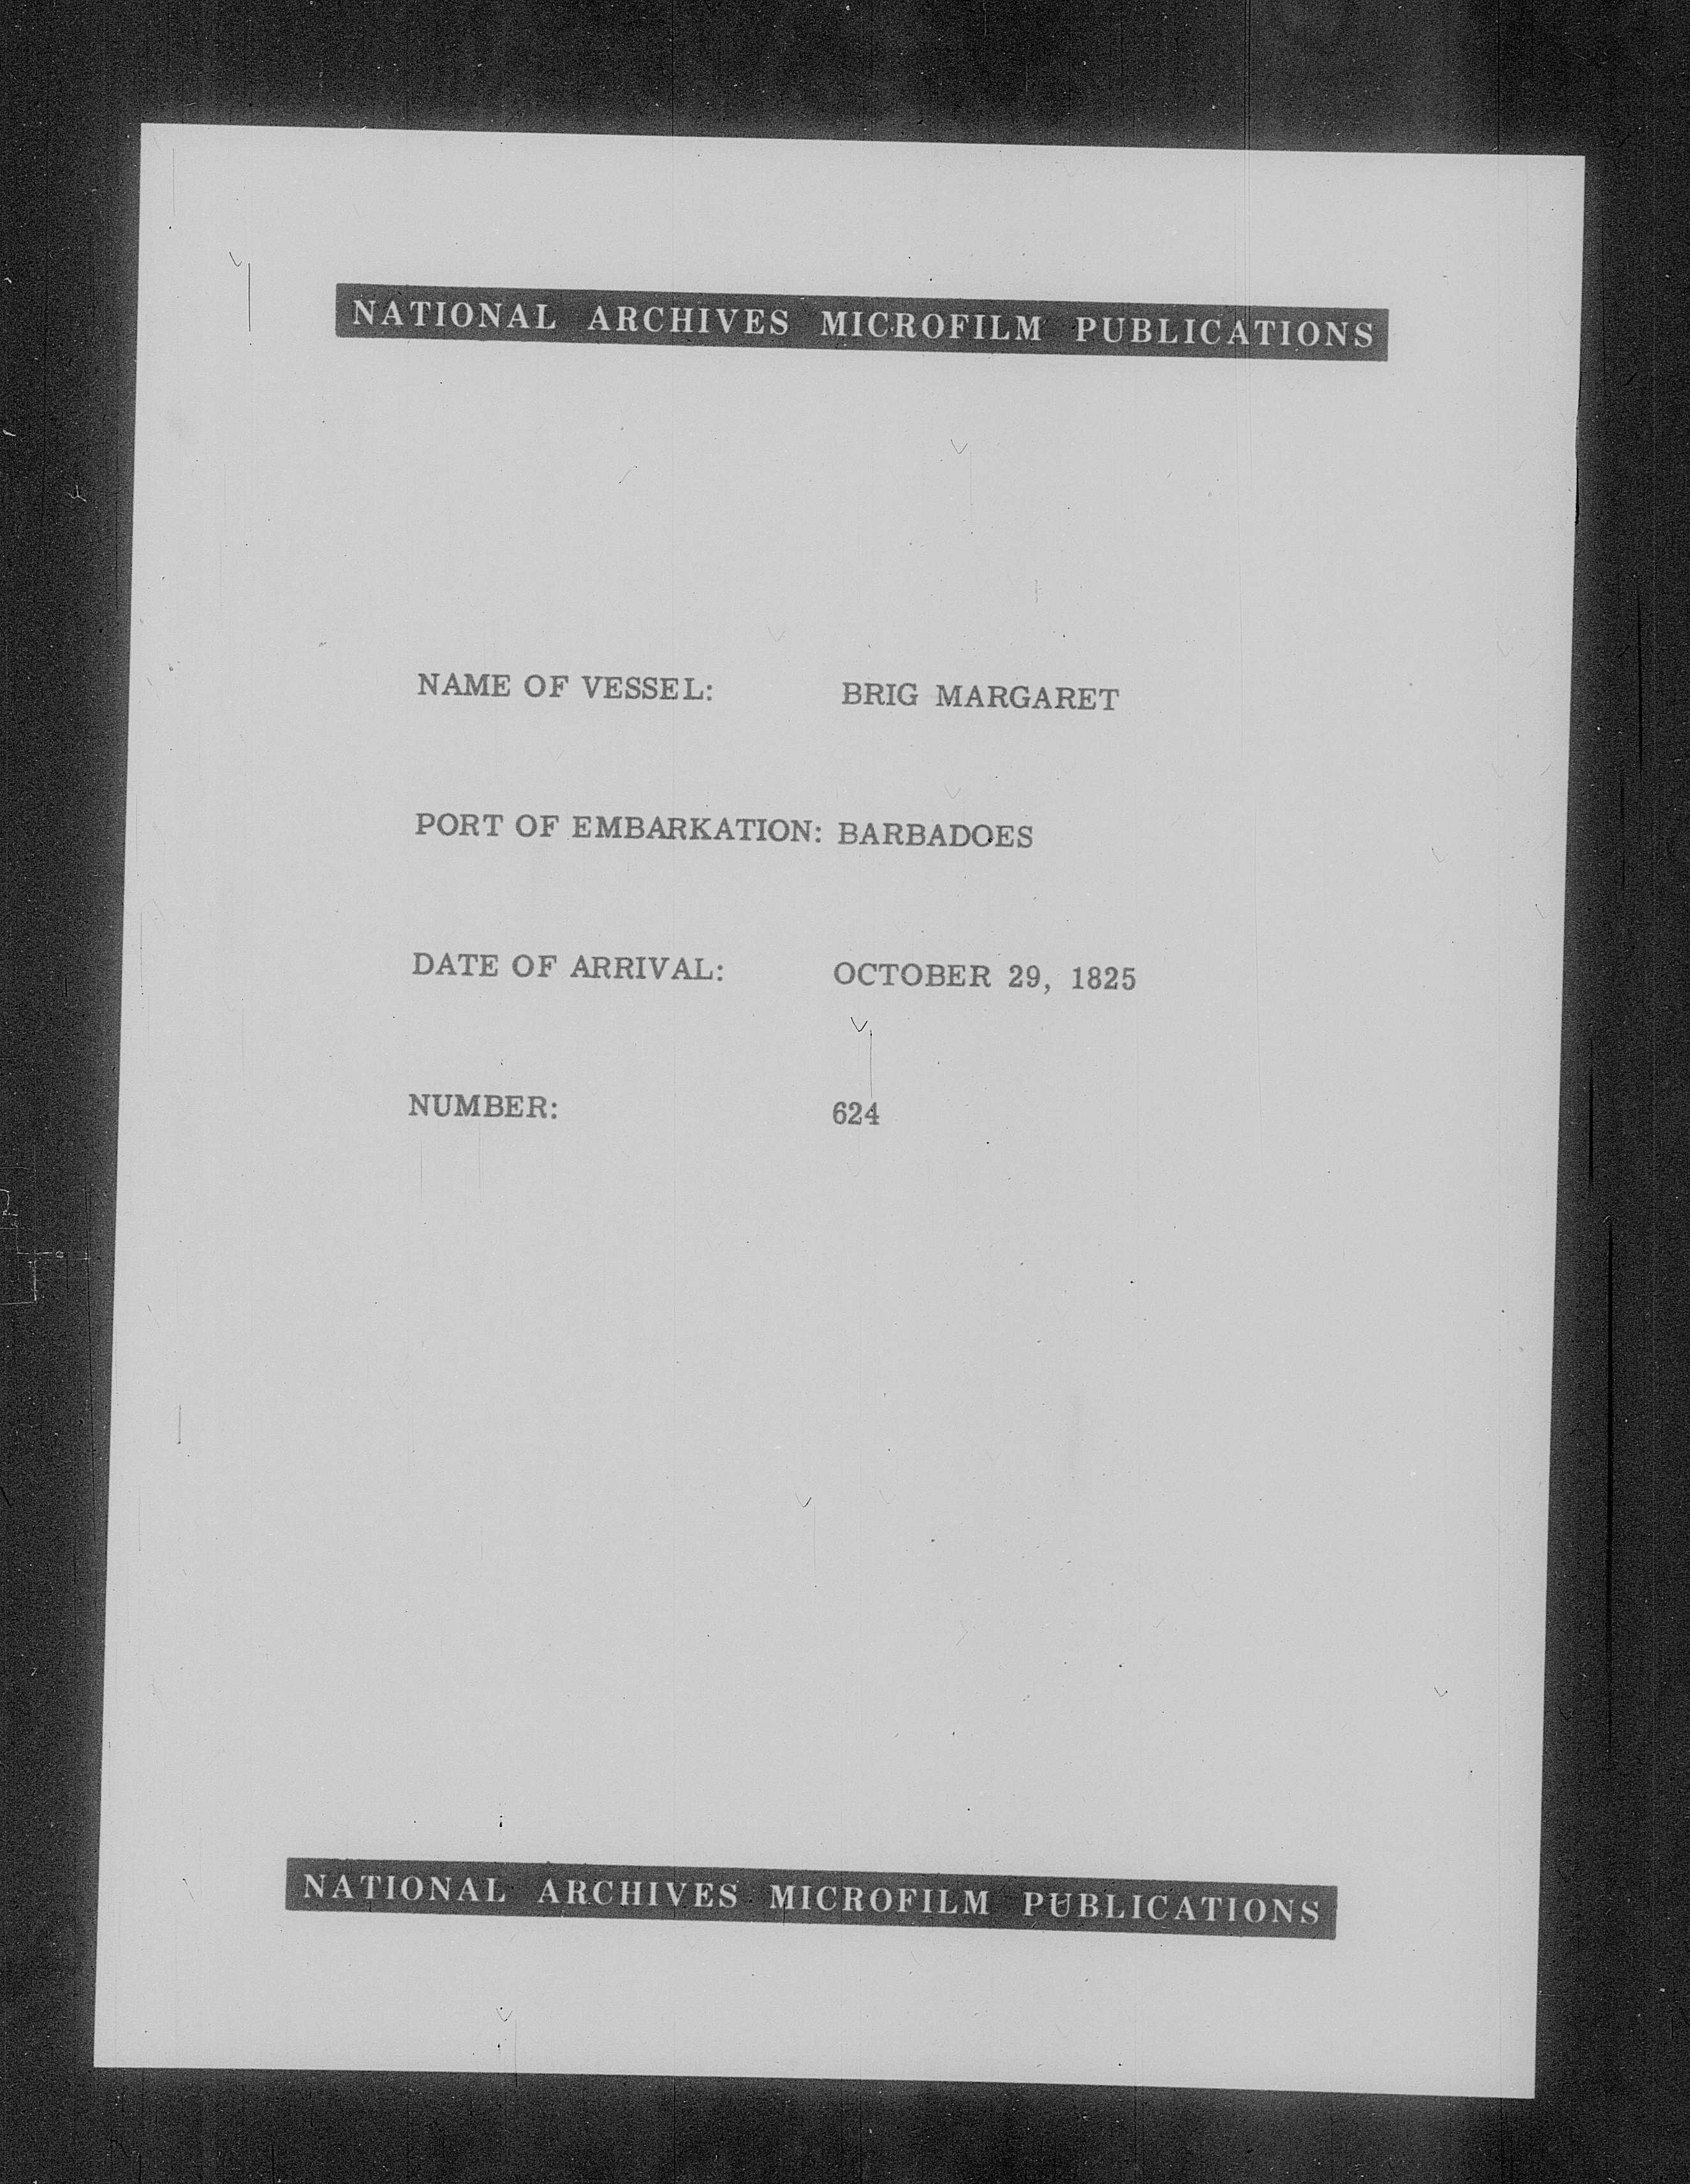 NATIONAL ARCHIVES MICROFILM PUBLICATIONS
NAME OF VESSEL: BRIG MARGARET
PORT OF EMBARKATION: BARBADOES
DATE OF ARRIVAL: OCTOBER 29, 1825
NUMBER: 624
NATIONAL ARCHIVES MICROFILM PUBLICATIONS